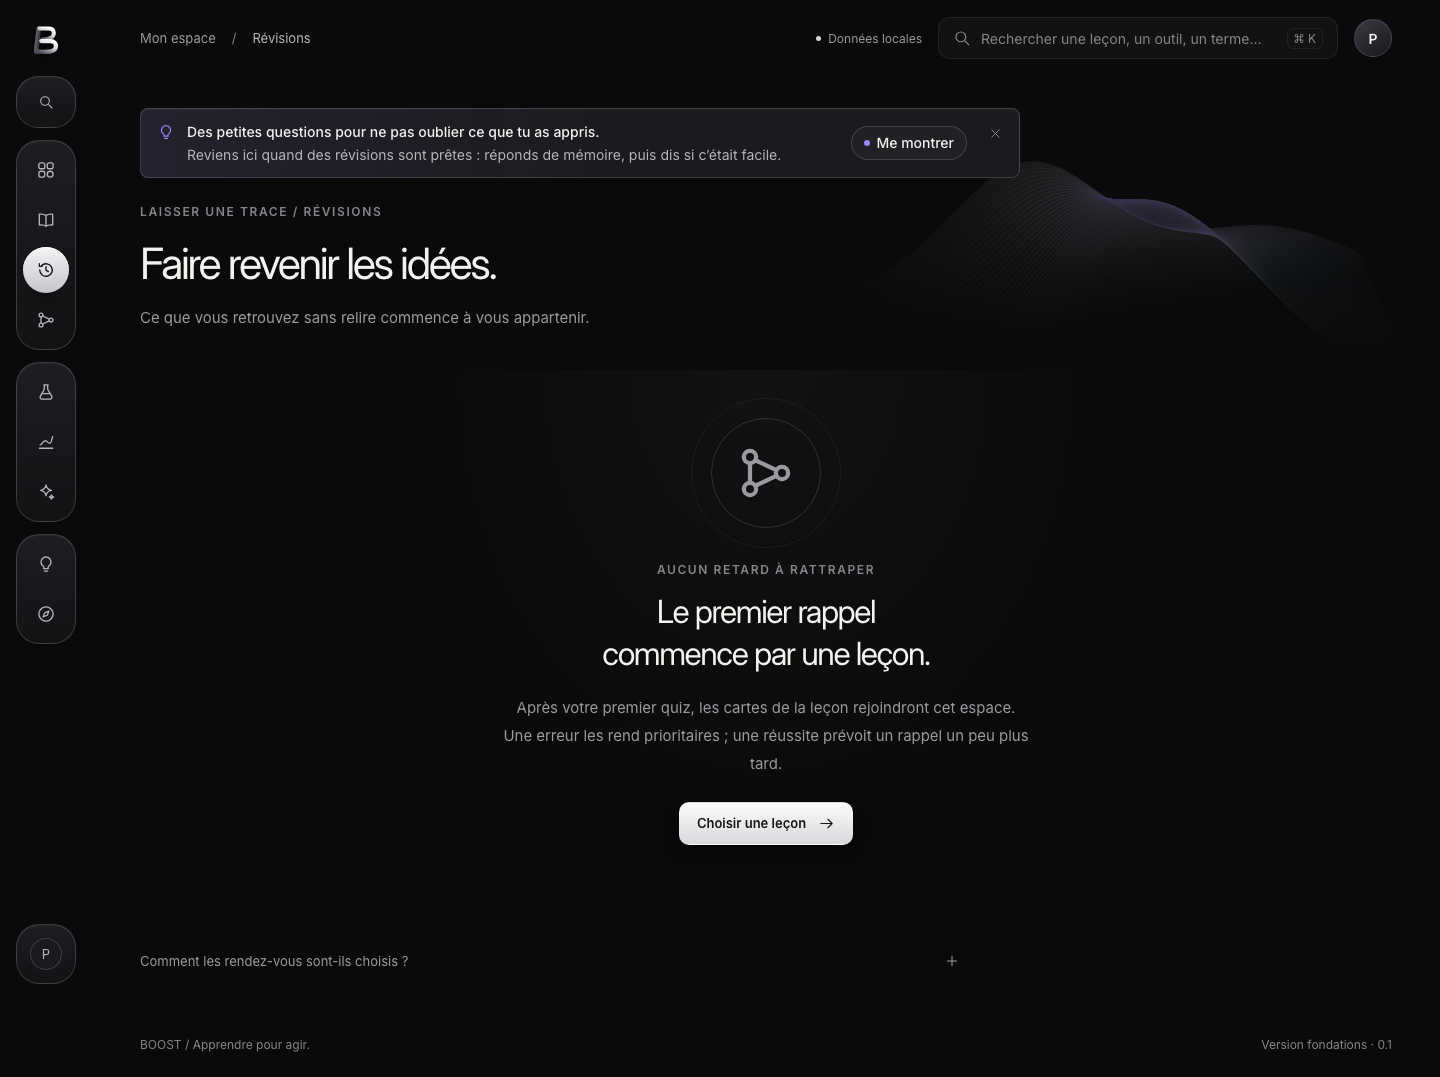 B
Mon espace / Révisions
Données locales
Rechercher une leçon, un outil, un terme...
⌘ K
P
Des petites questions pour ne pas oublier ce que tu as appris.
Reviens ici quand des révisions sont prêtes : réponds de mémoire, puis dis si c’était facile.
Me montrer
LAISSER UNE TRACE / RÉVISIONS
Faire revenir les idées.
Ce que vous retrouvez sans relire commence à vous appartenir.
AUCUN RETARD À RATTRAPER
Le premier rappel
commence par une leçon.
Après votre premier quiz, les cartes de la leçon rejoindront cet espace.
Une erreur les rend prioritaires ; une réussite prévoit un rappel un peu plus
tard.
Choisir une leçon →
P
Comment les rendez-vous sont-ils choisis ? +
BOOST / Apprendre pour agir.
Version fondations · 0.1